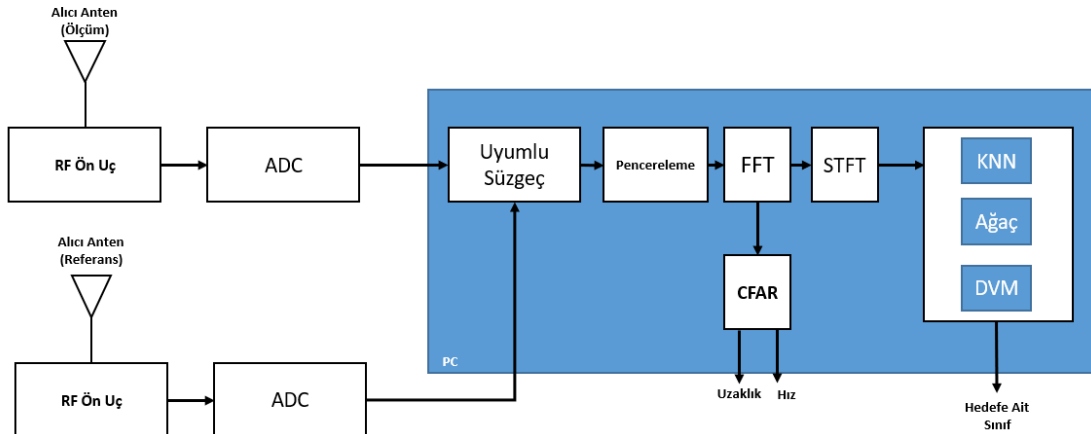 Alıcı Anten
(Ölçüm)
RF Ön Uç
ADC
Uyumlu
Süzgeç
Pencereleme
FFT
STFT
KNN
Ağaç
DVM
Alıcı Anten
(Referans)
CFAR
PC
RF Ön Uç
ADC
Uzaklık
Hız
Hedefe Ait
Sınıf